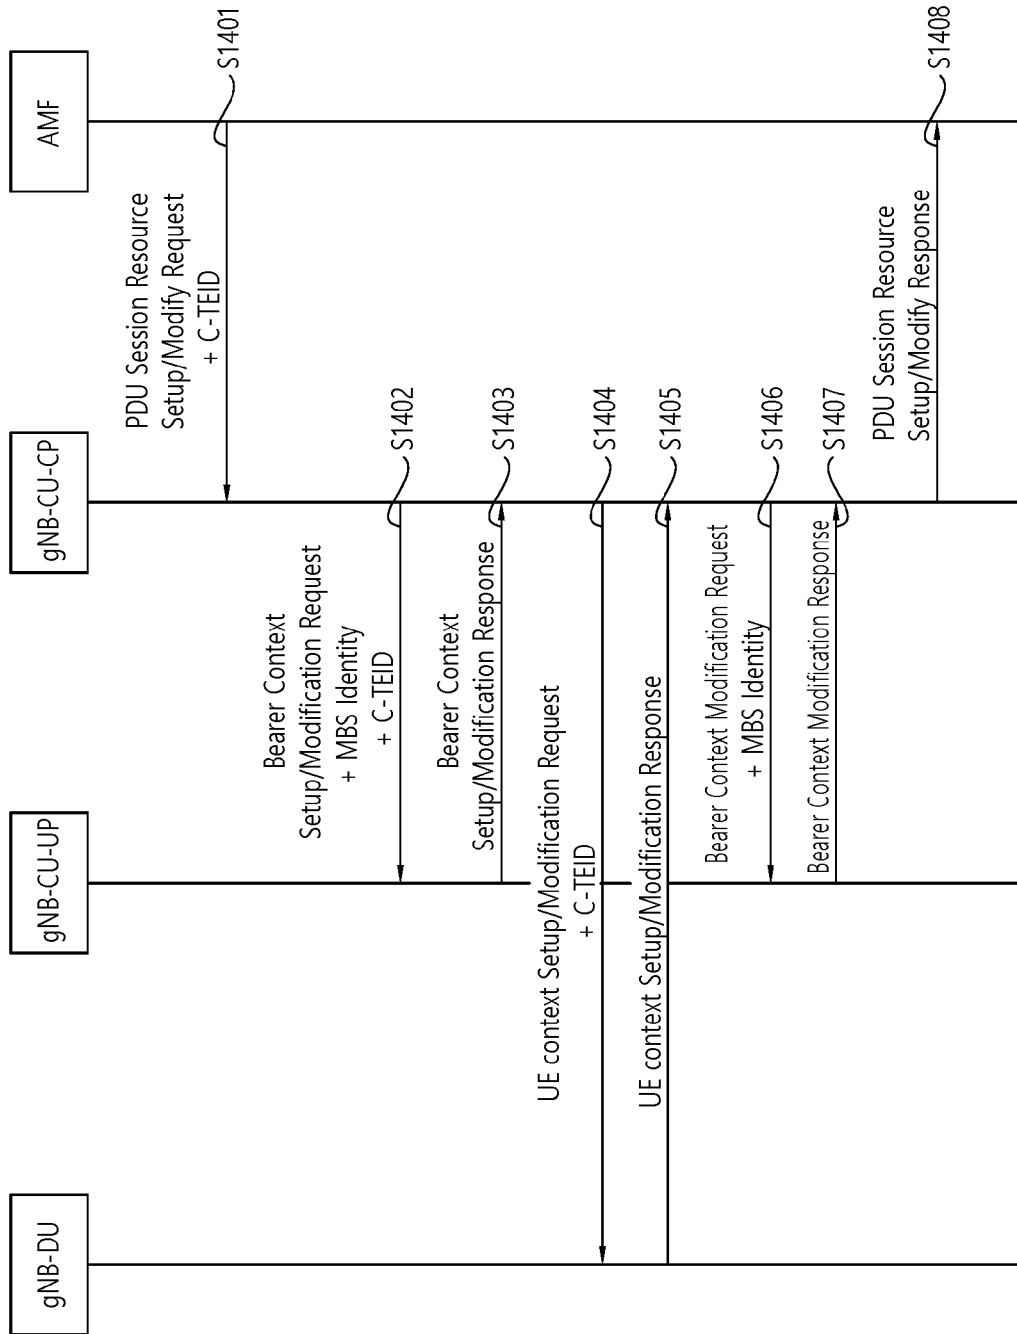 gNB-DU
gNB-CU-UP
gNB-CU-CP
AMF
PDU Session Resource
Setup/Modify Request
+ C-TEID
S1401
Bearer Context
Setup/Modification Request
+ MBS Identity
+ C-TEID
S1402
Bearer Context
Setup/Modification Response
S1403
UE context Setup/Modification Request
+ C-TEID
S1404
UE context Setup/Modification Response
S1405
Bearer Context Modification Request
+ MBS Identity
S1406
Bearer Context Modification Response
S1407
PDU Session Resource
Setup/Modify Response
S1408